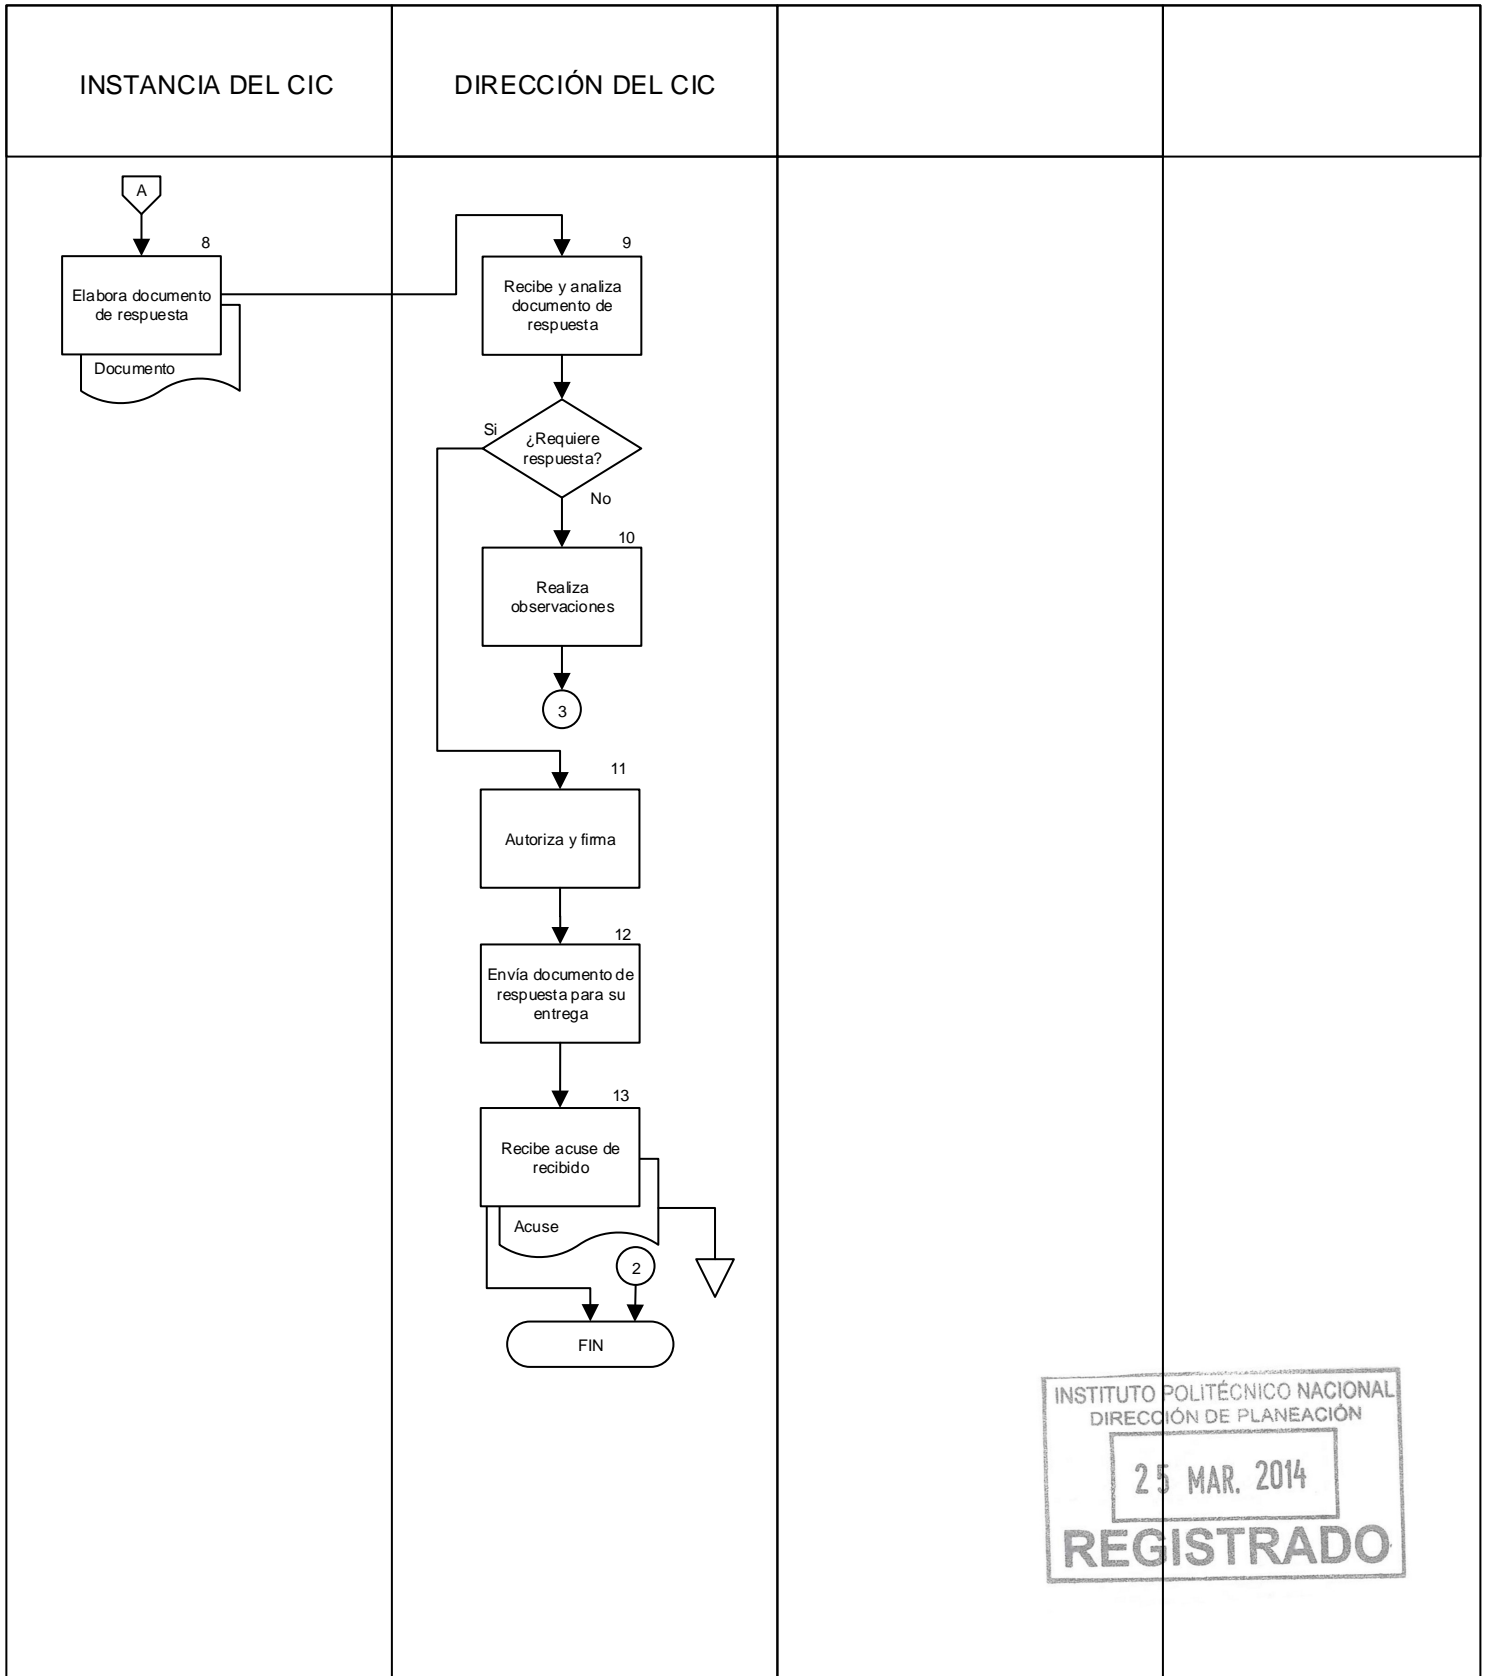 INSTANCIA DEL CIC
DIRECCIÓN DEL CIC
A
8
Elabora documento
de respuesta
Documento
9
Recibe y analiza
documento de
respuesta
Si
¿Requiere
respuesta?
No
10
Realiza
observaciones
3
11
Autoriza y firma
12
Envía documento de
respuesta para su
entrega
13
Recibe acuse de
recibido
Acuse
2
FIN
INSTITUTO POLITÉCNICO NACIONAL
DIRECCIÓN DE PLANEACIÓN
25 MAR. 2014
REGISTRADO